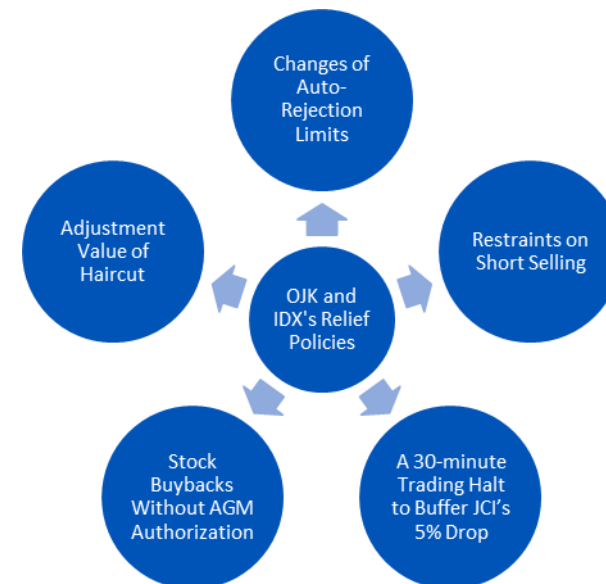 Changes of
Auto-
Rejection
Limits
Adjustment
Value of
Haircut
Restraints on
Short Selling
OJK and
IDX's Relief
Policies
Stock
Buybacks
Without AGM
Authorization
A 30-minute
Trading Halt
to Buffer JCI’s
5% Drop